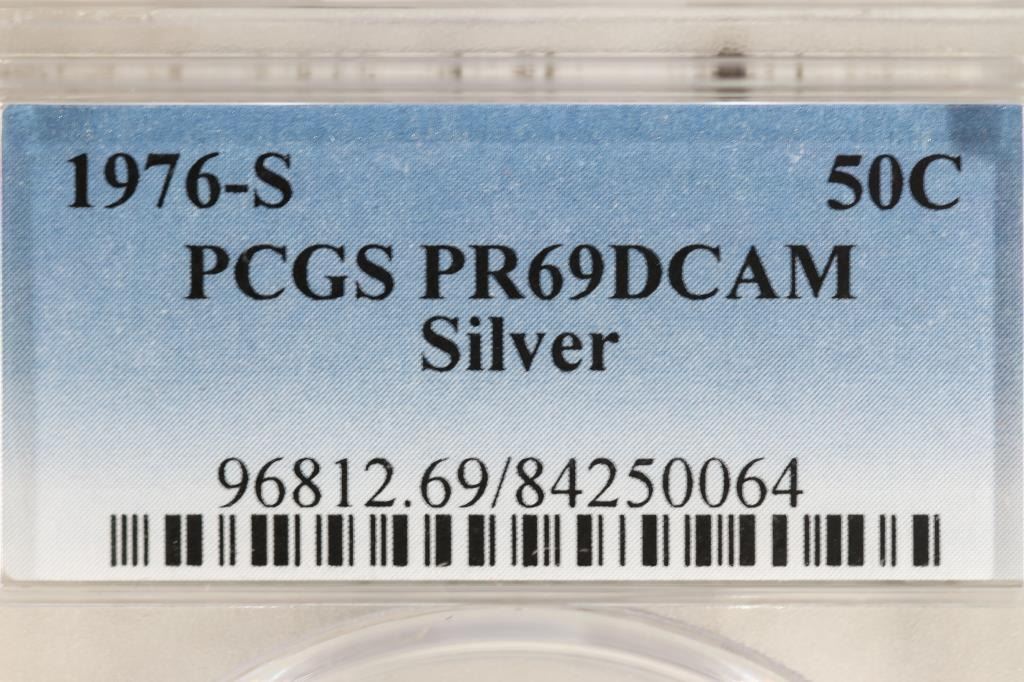 1976-S 50C
PCGS PR69DCAM
Silver
96812.69/84250064